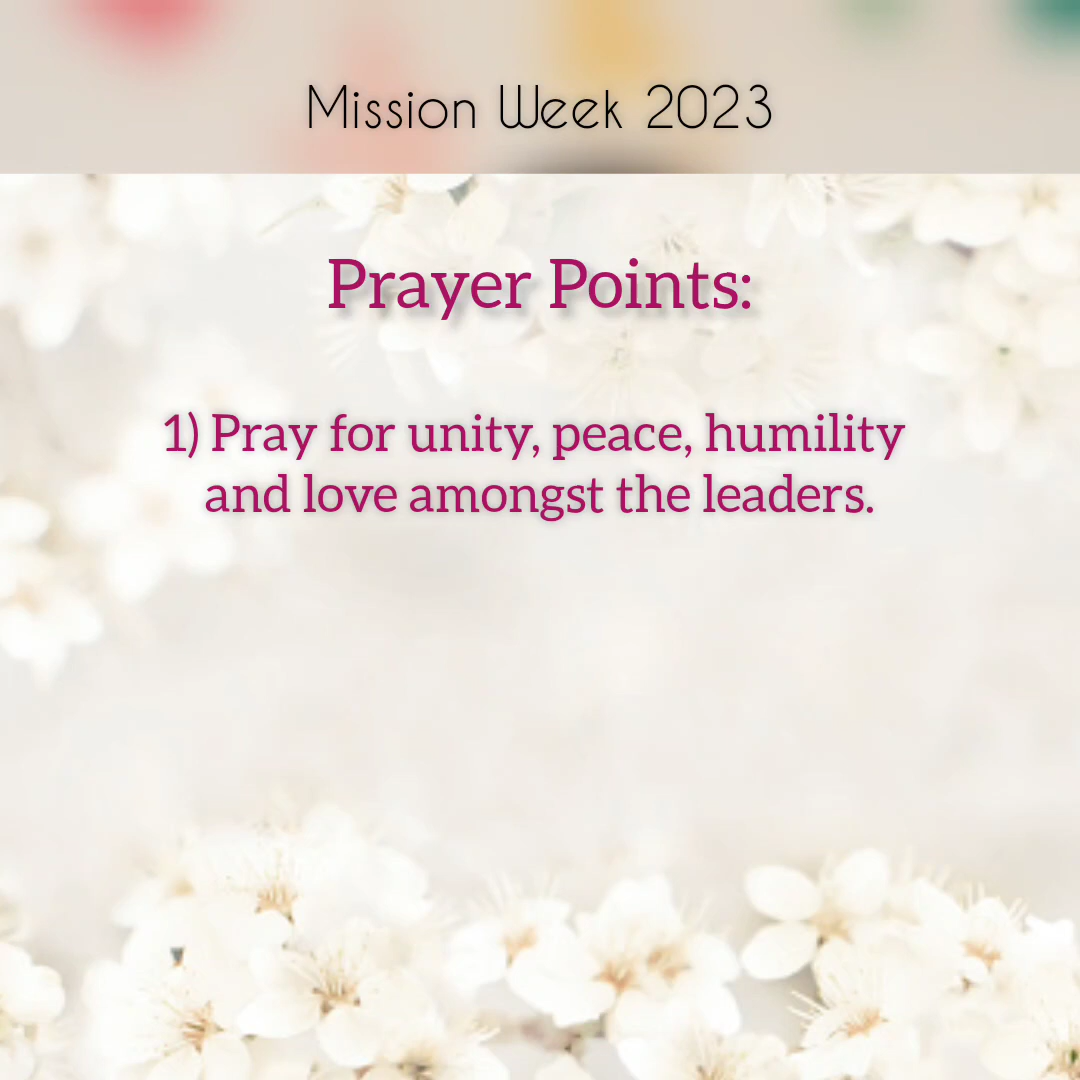 Mission Week 2023
Prayer Points:
1) Pray for unity, peace, humility
and love amongst the leaders.